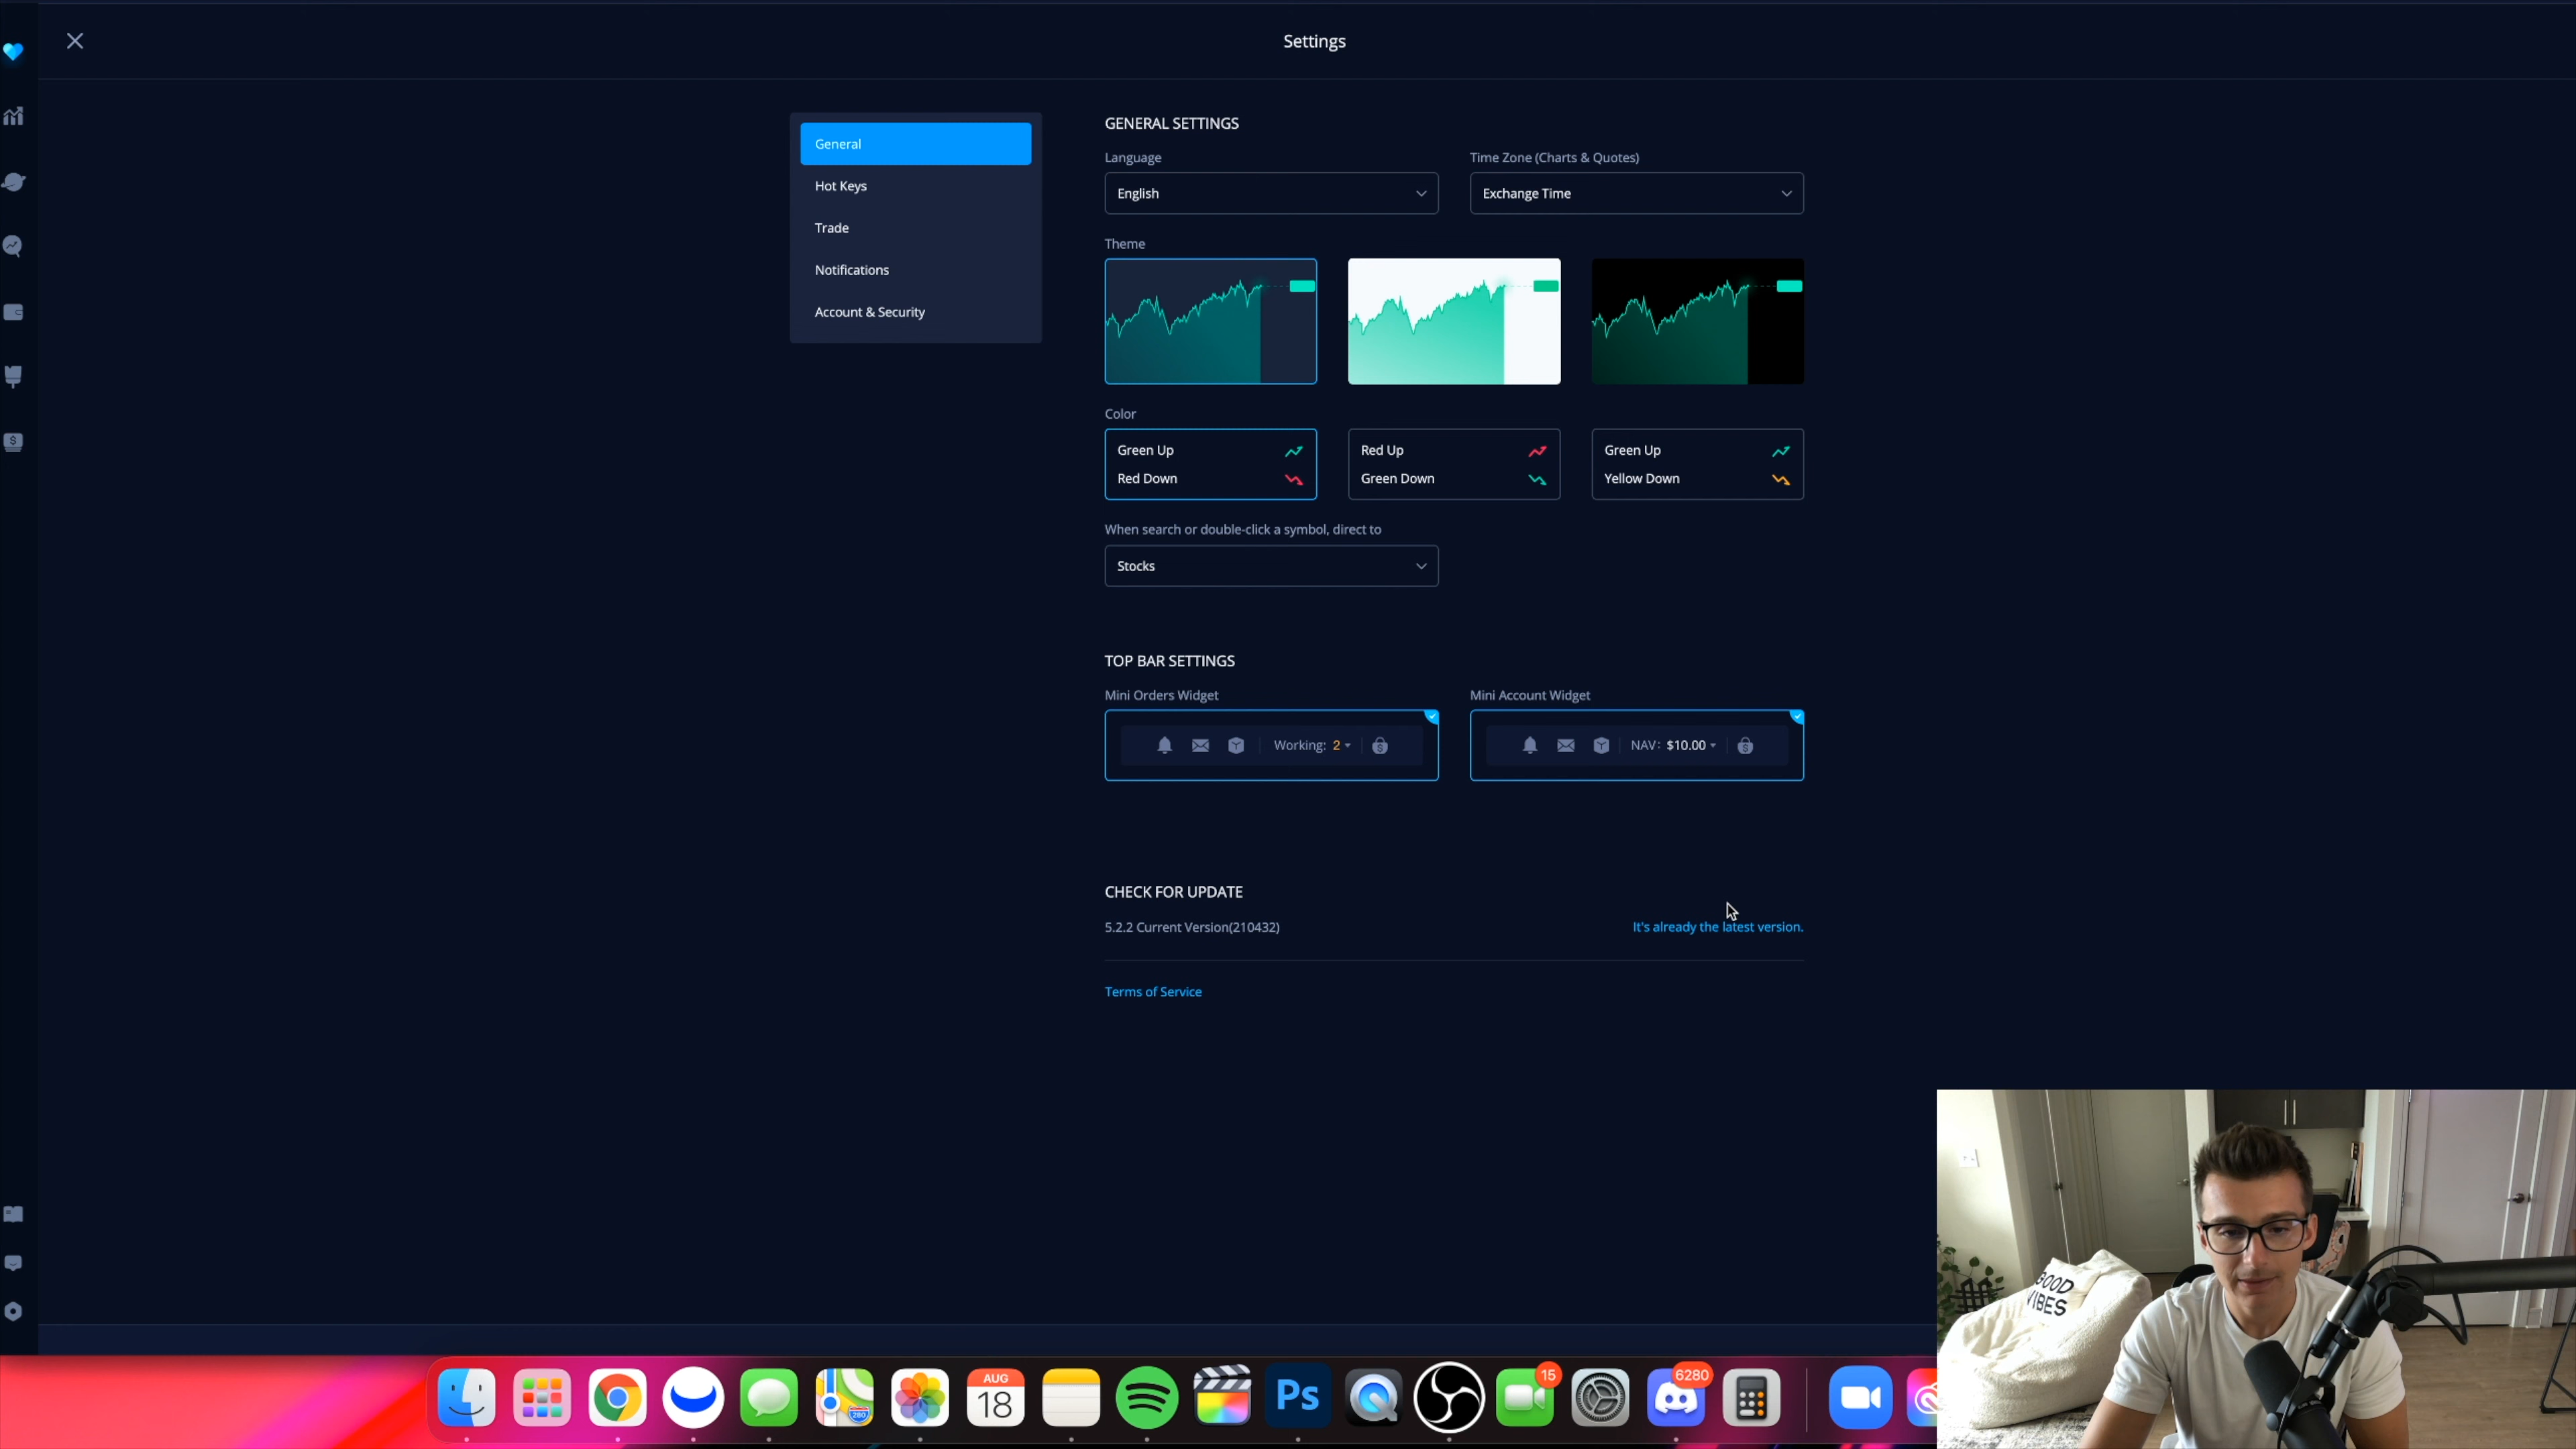 Settings
General
Hot Keys
Trade
Notifications
Account & Security
GENERAL SETTINGS
Language
Time Zone (Charts & Quotes)
English
Exchange Time
Theme
Color
Green Up
Red Down
Red Up
Green Down
Green Up
Yellow Down
When search or double-click a symbol, direct to
Stocks
TOP BAR SETTINGS
Mini Orders Widget
Mini Account Widget
Working: 2
NAV: $10.00
CHECK FOR UPDATE
5.2.2 Current Version(210432)
It's already the latest version.
Terms of Service
GOOD
VIBES
280
AUG
18
Ps
15
6280